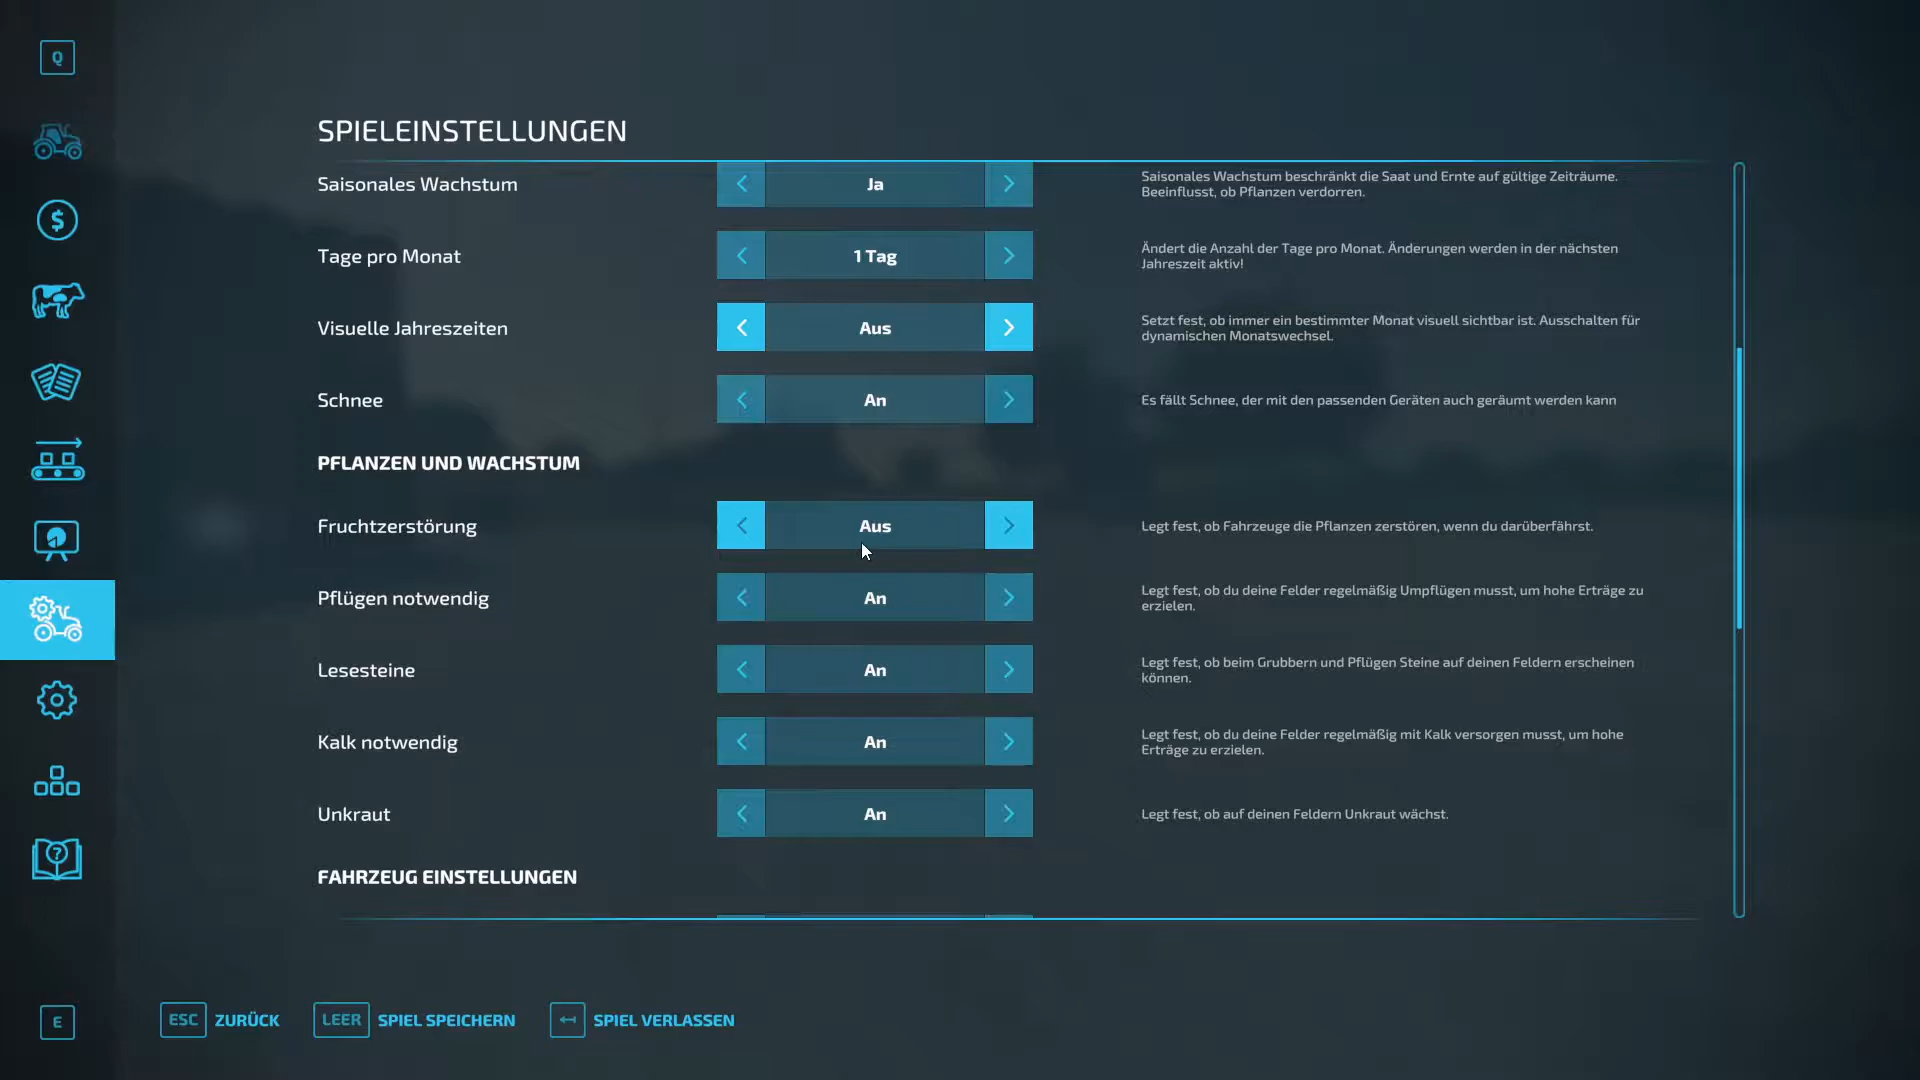 Q
SPIELEINSTELLUNGEN
Saisonales Wachstum
Ja
Saisonales Wachstum beschränkt die Saat und Ernte auf gültige Zeiträume.
Beeinflusst, ob Pflanzen verdorren.
Tage pro Monat
1 Tag
Ändert die Anzahl der Tage pro Monat. Änderungen werden in der nächsten
Jahreszeit aktiv!
Visuelle Jahreszeiten
Aus
Setzt fest, ob immer ein bestimmter Monat visuell sichtbar ist. Ausschalten für
dynamischen Monatswechsel.
Schnee
An
Es fällt Schnee, der mit den passenden Geräten auch geräumt werden kann
PFLANZEN UND WACHSTUM
Fruchtzerstörung
Aus
Legt fest, ob Fahrzeuge die Pflanzen zerstören, wenn du darüberfährst.
Pflügen notwendig
An
Legt fest, ob du deine Felder regelmäßig Umpflügen musst, um hohe Erträge zu
erzielen.
Lesesteine
An
Legt fest, ob beim Grubbern und Pflügen Steine auf deinen Feldern erscheinen
können.
Kalk notwendig
An
Legt fest, ob du deine Felder regelmäßig mit Kalk versorgen musst, um hohe
Erträge zu erzielen.
Unkraut
An
Legt fest, ob auf deinen Feldern Unkraut wächst.
FAHRZEUG EINSTELLUNGEN
E
ESC ZURÜCK
LEER SPIEL SPEICHERN
SPIEL VERLASSEN